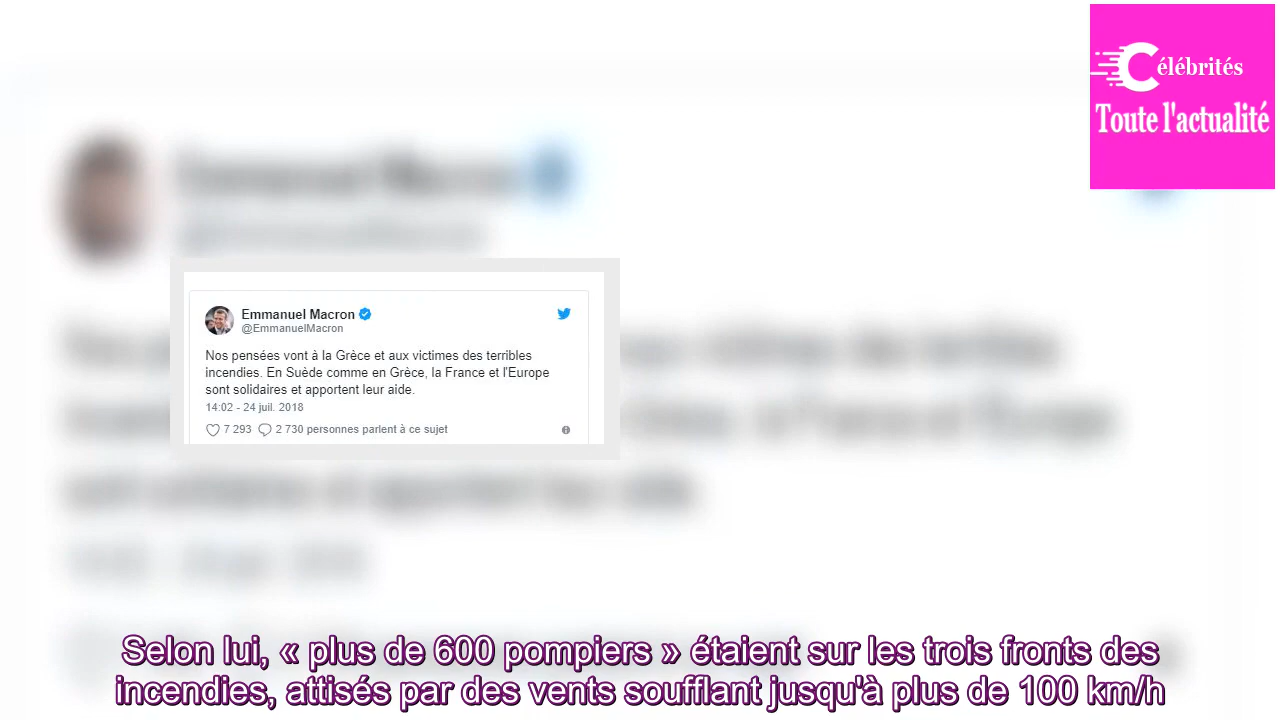 Célébrités
Toute l'actualité
Emmanuel Macron
@EmmanuelMacron
Nos pensées vont à la Grèce et aux victimes des terribles
incendies. En Suède comme en Grèce, la France et l'Europe
sont solidaires et apportent leur aide.
14:02 - 24 juil. 2018
7 293 2 730 personnes parlent à ce sujet
Selon lui, « plus de 600 pompiers » étaient sur les trois fronts des
incendies, attisés par des vents soufflant jusqu'à plus de 100 km/h